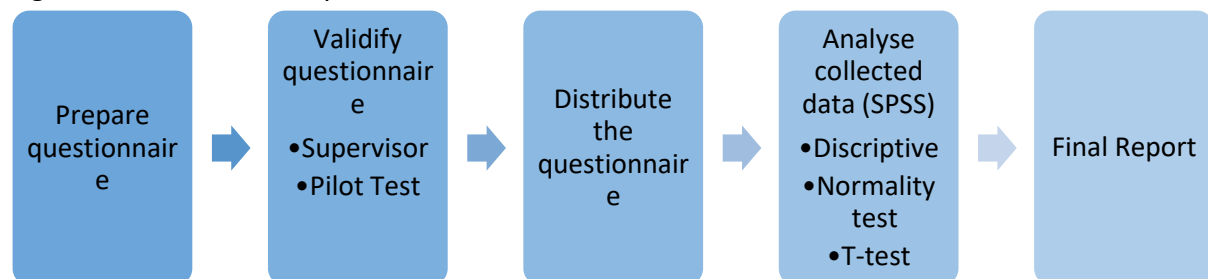 Prepare
questionnair
e
Validify
questionnair
e
•Supervisor
•Pilot Test
Distribute
the
questionnair
e
Analyse
collected
data (SPSS)
•Discriptive
•Normality
test
•T-test
Final Report